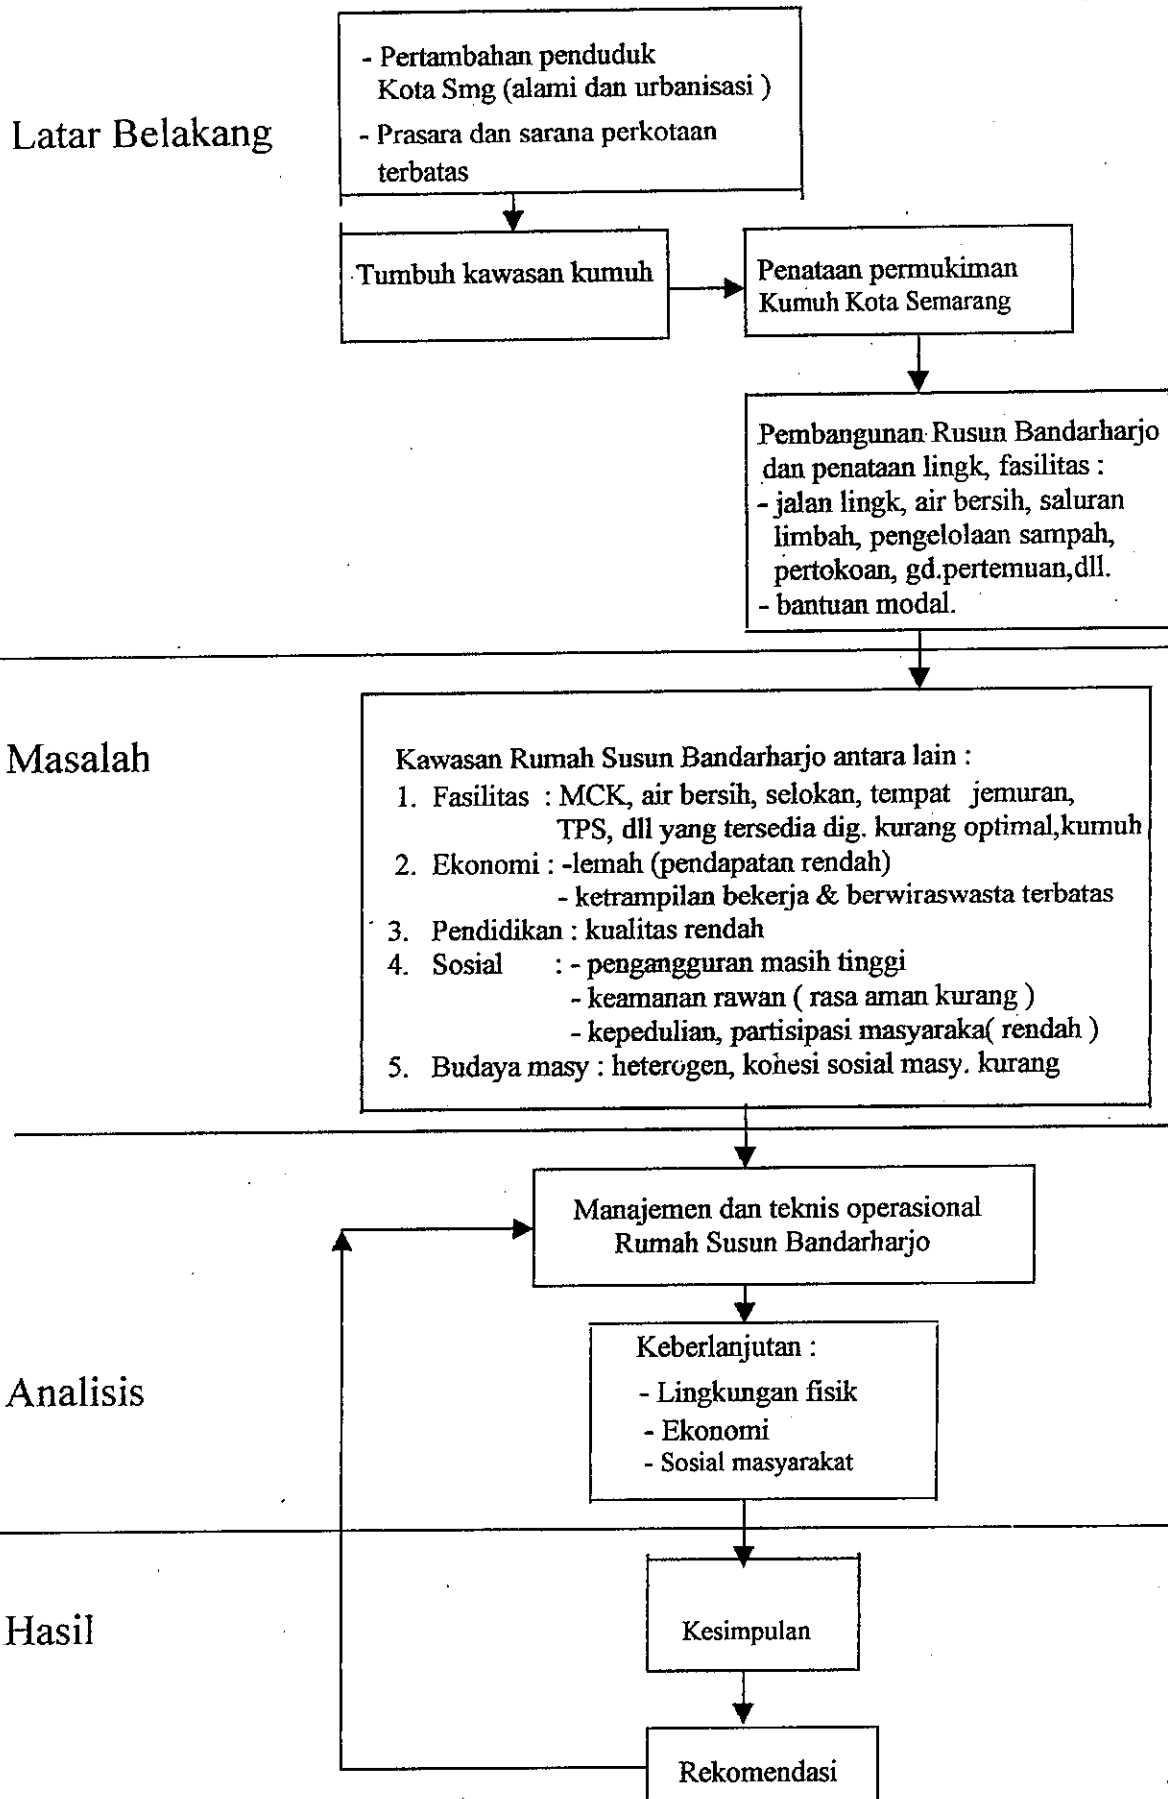 - Pertambahan penduduk
Kota Smg (alami dan urbanisasi )
Latar Belakang
- Prasara dan sarana perkotaan
terbatas
Tumbuh kawasan kumuh
Penataan permukiman
Kumuh Kota Semarang
Pembangunan Rusun Bandarharjo
dan penataan lingk, fasilitas :
- jalan lingk, air bersih, saluran
limbah, pengelolaan sampah,
pertokoan, gd.pertemuan,dll.
- bantuan modal.
Masalah
Kawasan Rumah Susun Bandarharjo antara lain :
1. Fasilitas : MCK, air bersih, selokan, tempat jemuran,
TPS, dll yang tersedia dig. kurang optimal,kumuh
2. Ekonomi : -lemah (pendapatan rendah)
- ketrampilan bekerja & berwiraswasta terbatas
3. Pendidikan : kualitas rendah
4. Sosial : - pengangguran masih tinggi
- keamanan rawan ( rasa aman kurang )
- kepedulian, partisipasi masyaraka( rendah )
5. Budaya masy : heterogen, kohesi sosial masy. kurang
Manajemen dan teknis operasional
Rumah Susun Bandarharjo
Analisis
Keberlanjutan :
- Lingkungan fisik
- Ekonomi
- Sosial masyarakat
Hasil
Kesimpulan
Rekomendasi